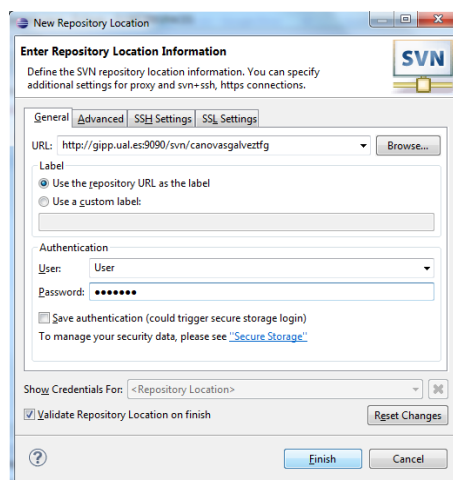 New Repository Location
Enter Repository Location Information
Define the SVN repository location information. You can specify
additional settings for proxy and svn+ssh, https connections.
SVN
General Advanced SSH Settings SSL Settings
URL: http://gipp.ual.es:9090/svn/canovasgalveztfg Browse...
Label
Use the repository URL as the label
Use a custom label:
Authentication
User: User
Password: •••••••
Save authentication (could trigger secure storage login)
To manage your security data, please see "Secure Storage"
Show Credentials For: <Repository Location>
Validate Repository Location on finish Reset Changes
? Finish Cancel